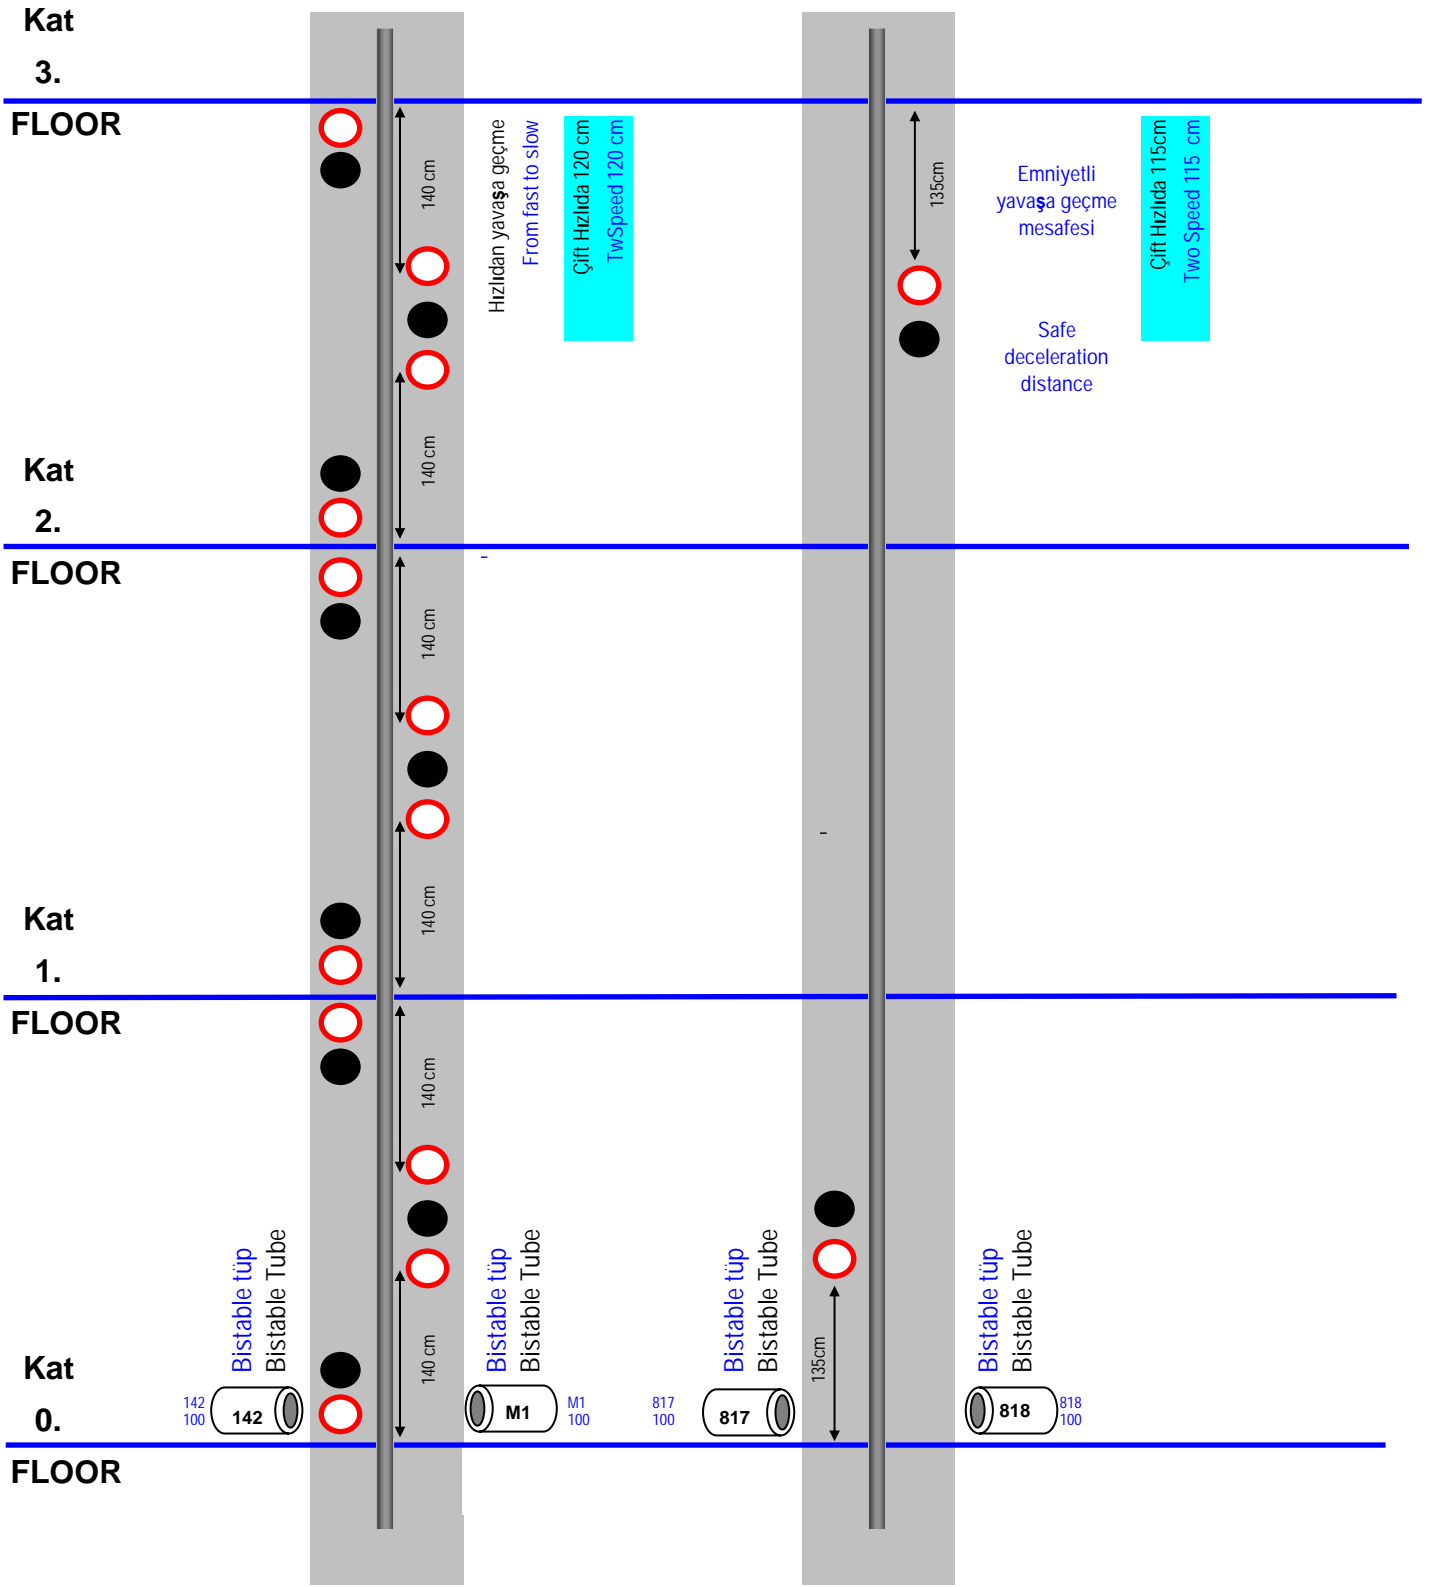 Kat
3.
FLOOR
140 cm
Hızlıdan yavaşa geçme
From fast to slow
Çift Hızlıda 120 cm
TwSpeed 120 cm
135cm
Emniyetli
yavaşa geçme
mesafesi
Safe
deceleration
distance
Çift Hızlıda 115cm
Two Speed 115 cm
140 cm
Kat
2.
FLOOR
140 cm
140 cm
Kat
1.
FLOOR
140 cm
140 cm
Bistable tüp
Bistable Tube
Bistable tüp
Bistable Tube
Bistable tüp
Bistable Tube
135cm
Bistable tüp
Bistable Tube
Kat
0.
FLOOR
142
100
142
M1
M1
100
817
100
817
818
818
100